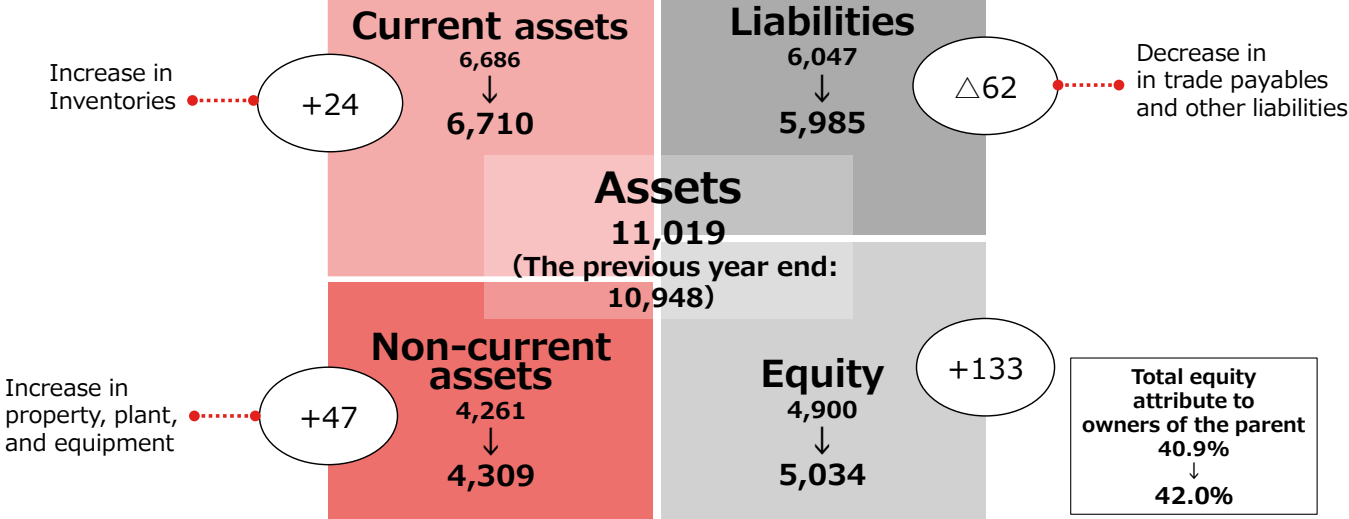 Current assets
6,686
↓
6,710
Increase in
Inventories
+24
Liabilities
6,047
↓
5,985
△62
Decrease in
in trade payables
and other liabilities
Assets
11,019
（The previous year end:
10,948）
Non-current
assets
4,261
↓
4,309
Increase in
property, plant,
and equipment
+47
Equity
4,900
↓
5,034
+133
Total equity
attribute to
owners of the parent
40.9%
↓
42.0%